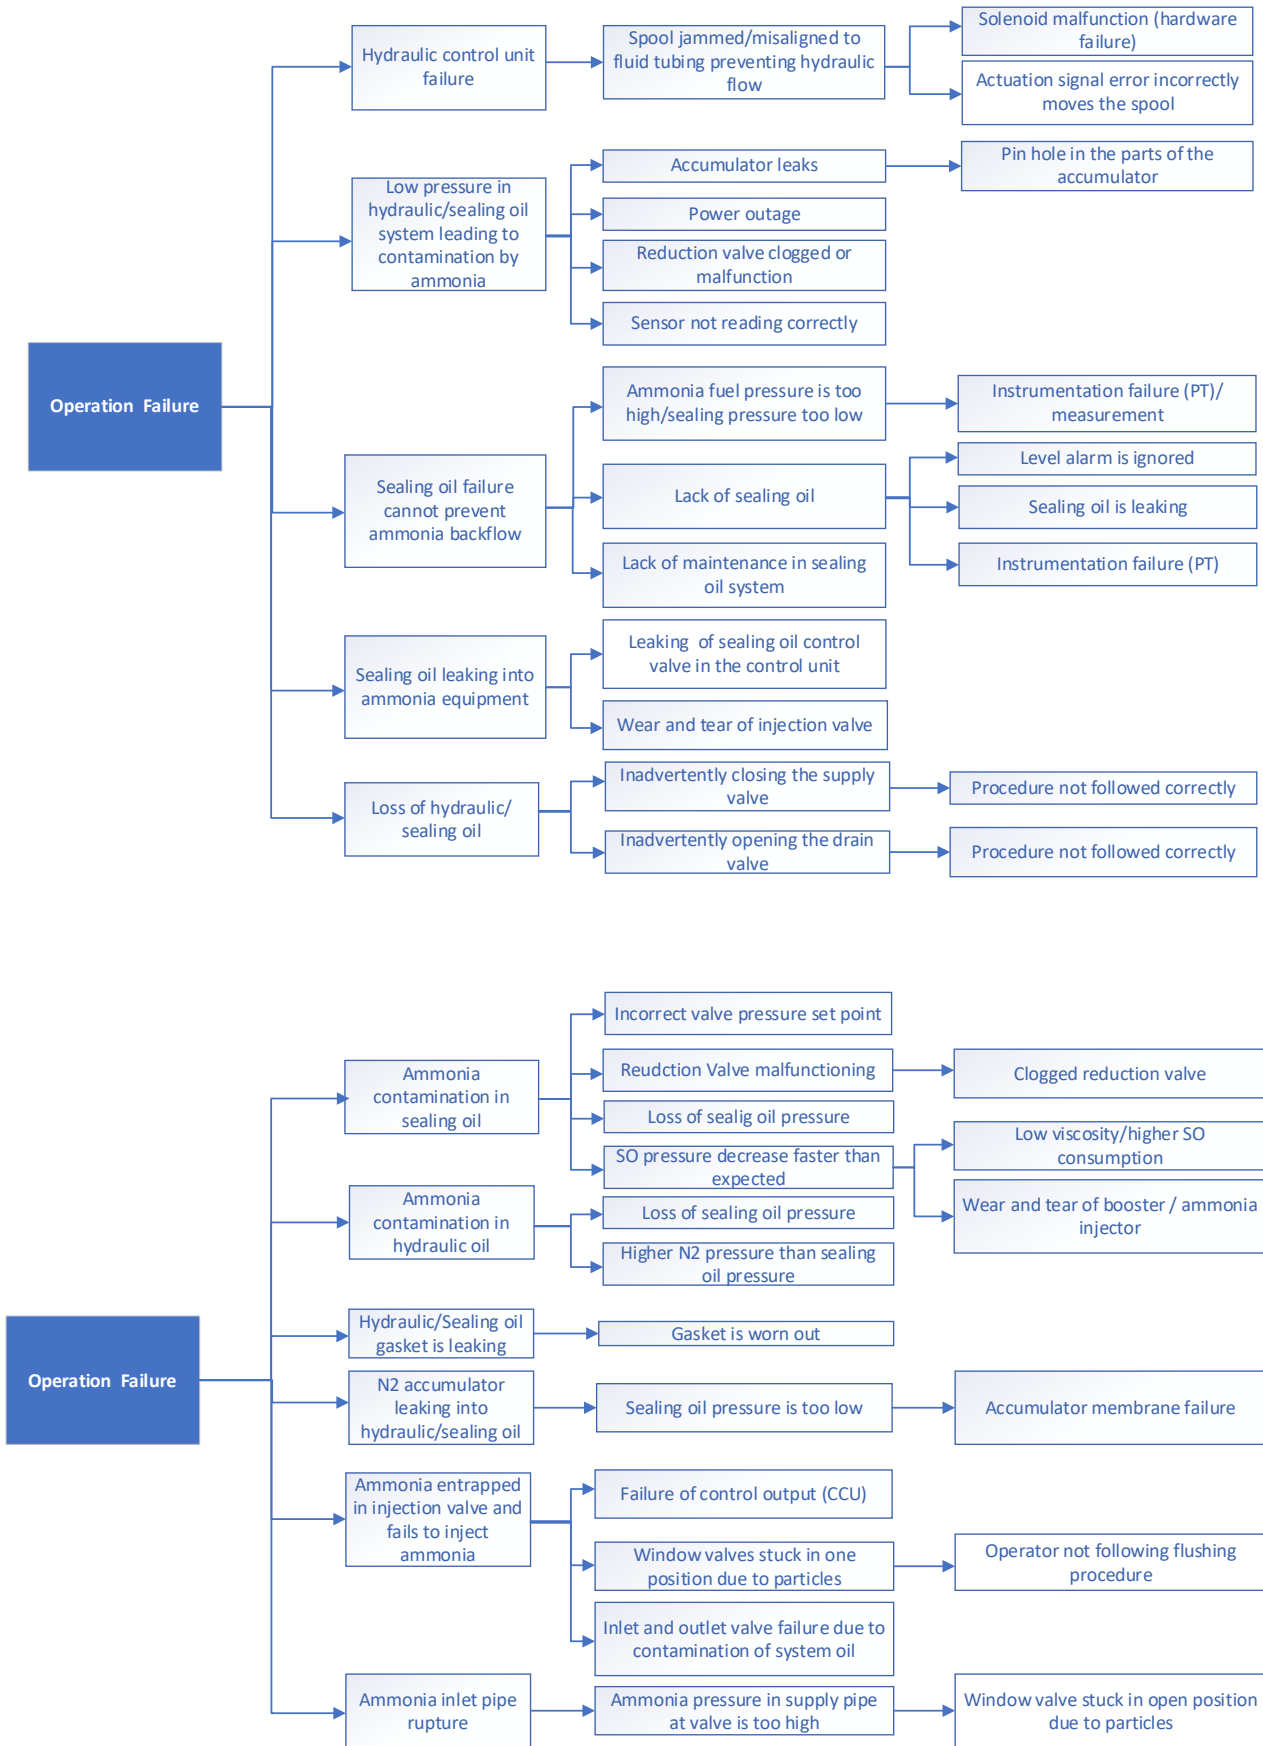 Operation Failure
Hydraulic control unit
failure
Spool jammed/misaligned to
fluid tubing preventing hydraulic
flow
Solenoid malfunction (hardware
failure)
Actuation signal error incorrectly
moves the spool
Low pressure in
hydraulic/sealing oil
system leading to
contamination by
ammonia
Accumulator leaks
Pin hole in the parts of the
accumulator
Power outage
Reduction valve clogged or
malfunction
Sensor not reading correctly
Sealing oil failure
cannot prevent
ammonia backflow
Ammonia fuel pressure is too
high/sealing pressure too low
Instrumentation failure (PT)/
measurement
Lack of sealing oil
Level alarm is ignored
Sealing oil is leaking
Instrumentation failure (PT)
Lack of maintenance in sealing
oil system
Sealing oil leaking into
ammonia equipment
Leaking of sealing oil control
valve in the control unit
Wear and tear of injection valve
Loss of hydraulic/
sealing oil
Inadvertently closing the supply
valve
Procedure not followed correctly
Inadvertently opening the drain
valve
Procedure not followed correctly
Operation Failure
Ammonia
contamination in
sealing oil
Incorrect valve pressure set point
Reudction Valve malfunctioning
Clogged reduction valve
Loss of sealig oil pressure
SO pressure decrease faster than
expected
Low viscosity/higher SO
consumption
Wear and tear of booster / ammonia
injector
Ammonia
contamination in
hydraulic oil
Loss of sealing oil pressure
Higher N2 pressure than sealing
oil pressure
Hydraulic/Sealing oil
gasket is leaking
Gasket is worn out
N2 accumulator
leaking into
hydraulic/sealing oil
Sealing oil pressure is too low
Accumulator membrane failure
Ammonia entrapped
in injection valve and
fails to inject
ammonia
Failure of control output (CCU)
Window valves stuck in one
position due to particles
Operator not following flushing
procedure
Inlet and outlet valve failure due to
contamination of system oil
Ammonia inlet pipe
rupture
Ammonia pressure in supply pipe
at valve is too high
Window valve stuck in open position
due to particles